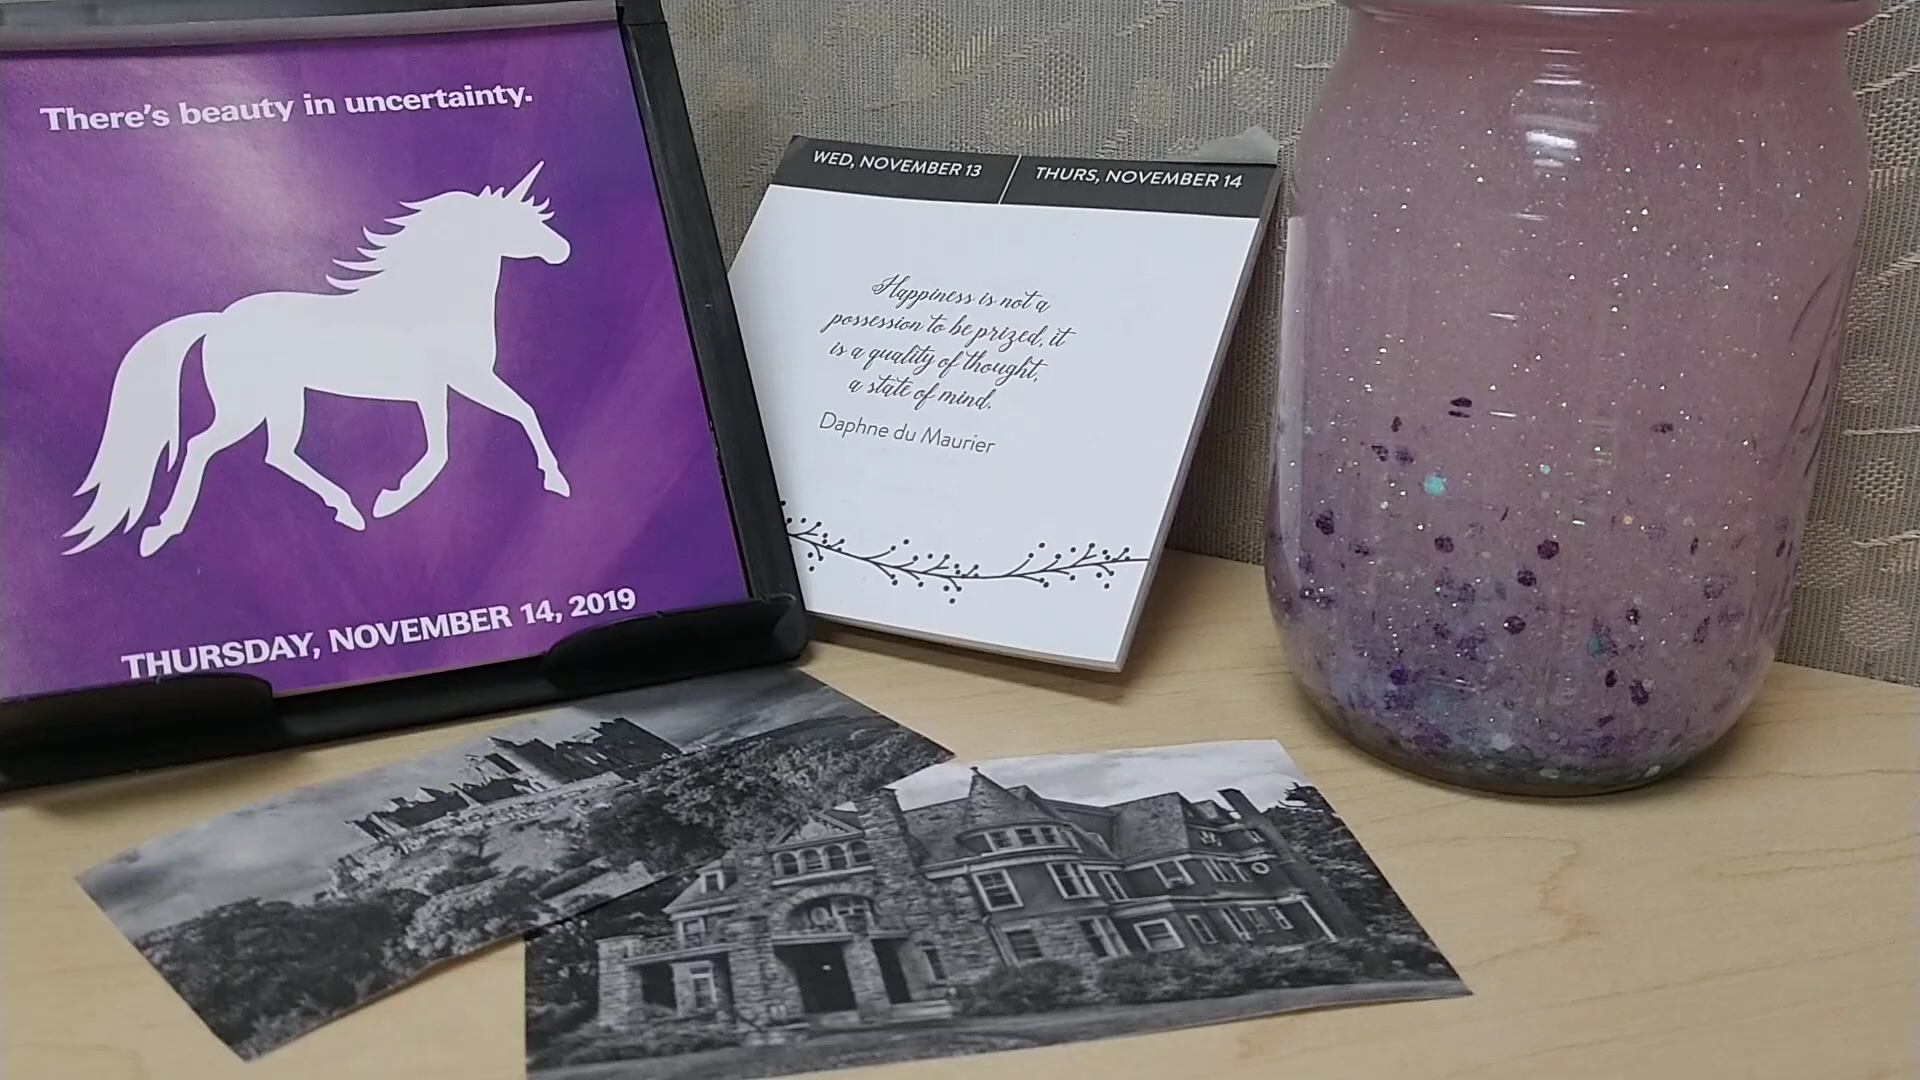 There's beauty in uncertainty.
THURSDAY, NOVEMBER 14, 2019
WED, NOVEMBER 13
THURS, NOVEMBER 14
Happiness is not a
possession to be prized, it
is a quality of thought,
a state of mind.
Daphne du Maurier